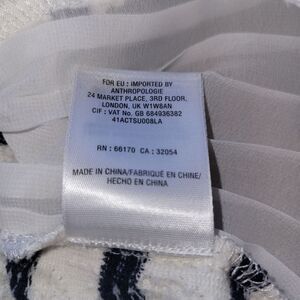 FOR EU : IMPORTED BY
ANTHROPOLOGIE
24 MARKET PLACE, 3RD FLOOR,
LONDON, UK W1W8AN
CIF : VAT No. GB 684936382
41ACTSU008LA
RN : 66170 CA : 32054
MADE IN CHINA/FABRIQUÉ EN CHINE/
HECHO EN CHINA